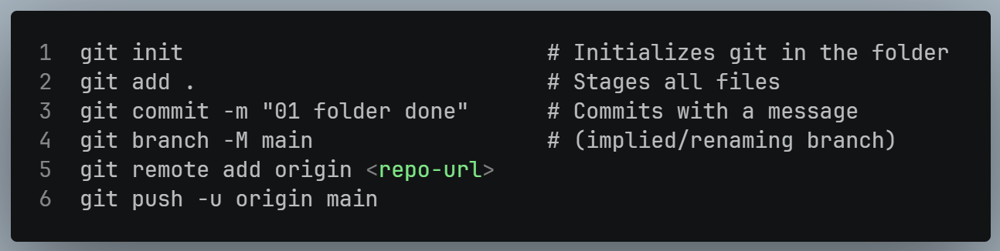 1 git init # Initializes git in the folder
2 git add . # Stages all files
3 git commit -m "01 folder done" # Commits with a message
4 git branch -M main # (implied/renaming branch)
5 git remote add origin <repo-url>
6 git push -u origin main